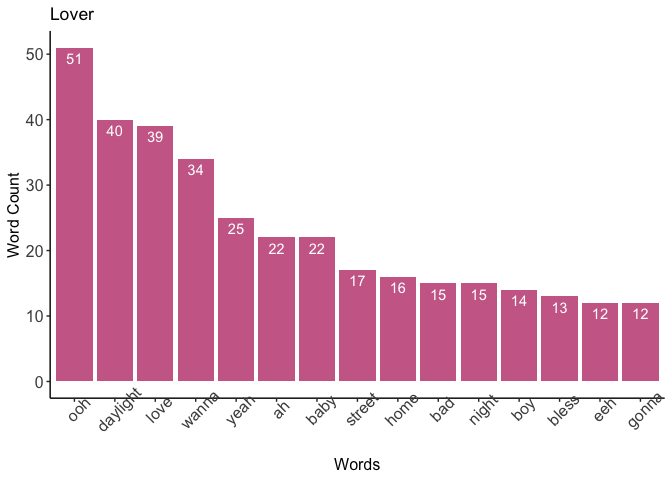 Lover
Word Count
50
40
30
20
10
0
51
40
39
34
25
22
22
17
16
15
15
14
13
12
12
ooh
daylight
love
wanna
yeah
ah
baby
street
home
bad
night
boy
bless
eeh
gonna
Words